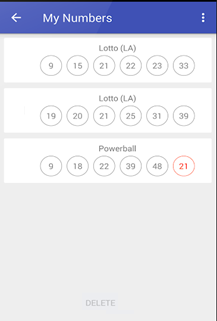 My Numbers
Lotto (LA)
9 15 21 22 23 33
Lotto (LA)
19 20 21 25 31 39
Powerball
9 18 22 39 48 21
DELETE